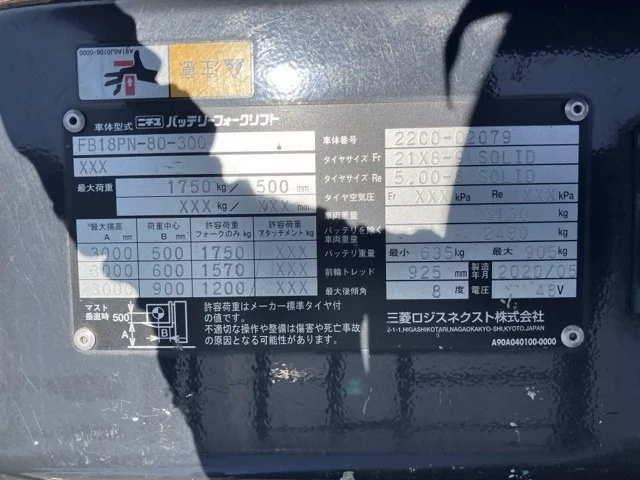 A81A0J0106-0000
注意
車体型式 ニチユ バッテリーフォークリフト
FB18PN-80-300
XXX
最大荷重 1750 kg/ 500 mm
XXX kg/ XXX mm
最大揚高 A mm 荷重中心 B mm 許容荷重 フォークのみ kg 許容荷重 アタッチメント kg
3000 500 1750 XXX
3000 600 1570 XXX
3000 900 1200 XXX
マスト垂直時 500 A B
許容荷重はメーカー標準タイヤ付
の値です。
不適切な操作や整備は傷害や死亡事故
の原因となる可能性があります。
車体番号 22C0-02079
タイヤサイズ Fr 21X8-9 SOLID
タイヤサイズ Re 5.00-8 SOLID
タイヤ空気圧 Fr XXX kPa Re XXX kPa
車両重量 kg
バッテリを除く 車両重量 kg
バッテリ重量 最小 635 kg 最大 905 kg
前輪トレッド 925 mm 製造年月 2020/05
最大後傾角 8 度 電圧 48V
三菱ロジスネクスト株式会社
2-1-1,HIGASHIKOTARI,NAGAOKAKYO-SHI,KYOTO,JAPAN
A90A040100-0000